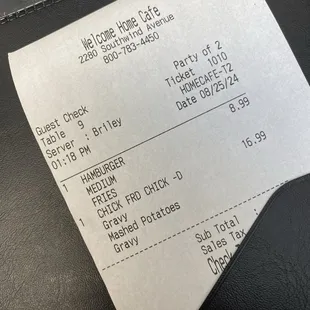 Welcome Home Cafe
2280 Southwind Avenue
800-783-4450
Guest Check
Table 9
Party of 2
Server : Briley
Ticket 1010
01:18 PM
HOMECAFE-T2
Date 08/25/24
1 HAMBURGER 8.99
MEDIUM
FRIES
1 CHICK FRD CHICK -D 16.99
Gravy
Mashed Potatoes
Gravy
Sub Total :
Sales Tax
Check